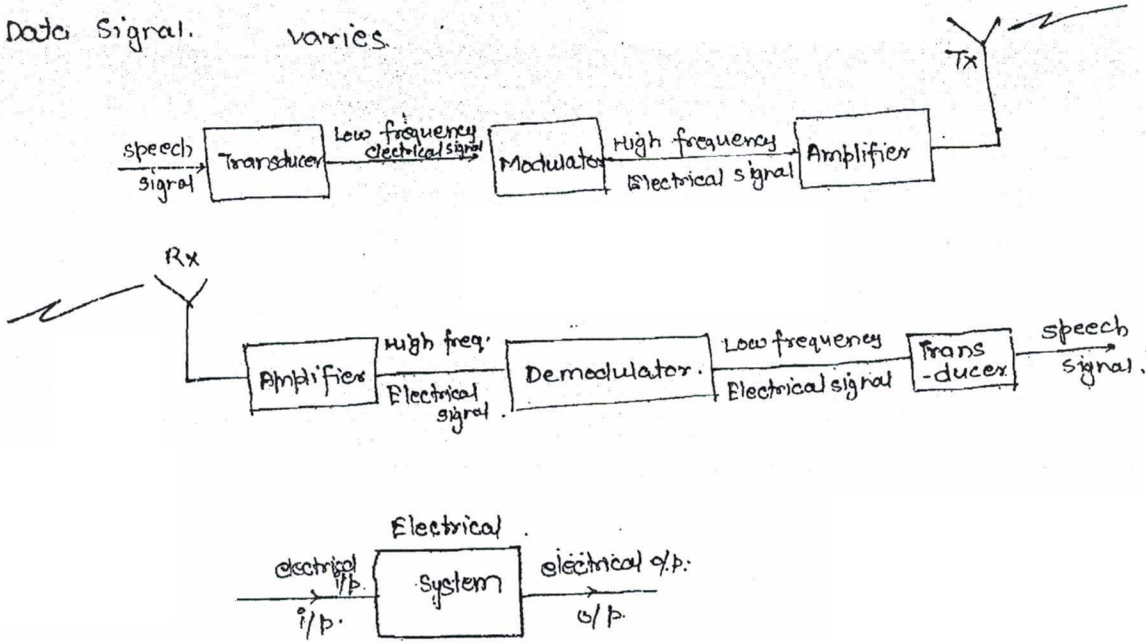 Data Signal. varies.
Tx
speech signal
Transducer
Low frequency
electrical signal
Modulator
High frequency
Electrical signal
Amplifier
Rx
Amplifier
High freq.
Electrical
signal.
Demodulator.
Low frequency
Electrical signal
Trans
-ducer
speech
signal.
Electrical.
electrical
i/p.
i/p.
System
electrical o/p.
o/p.